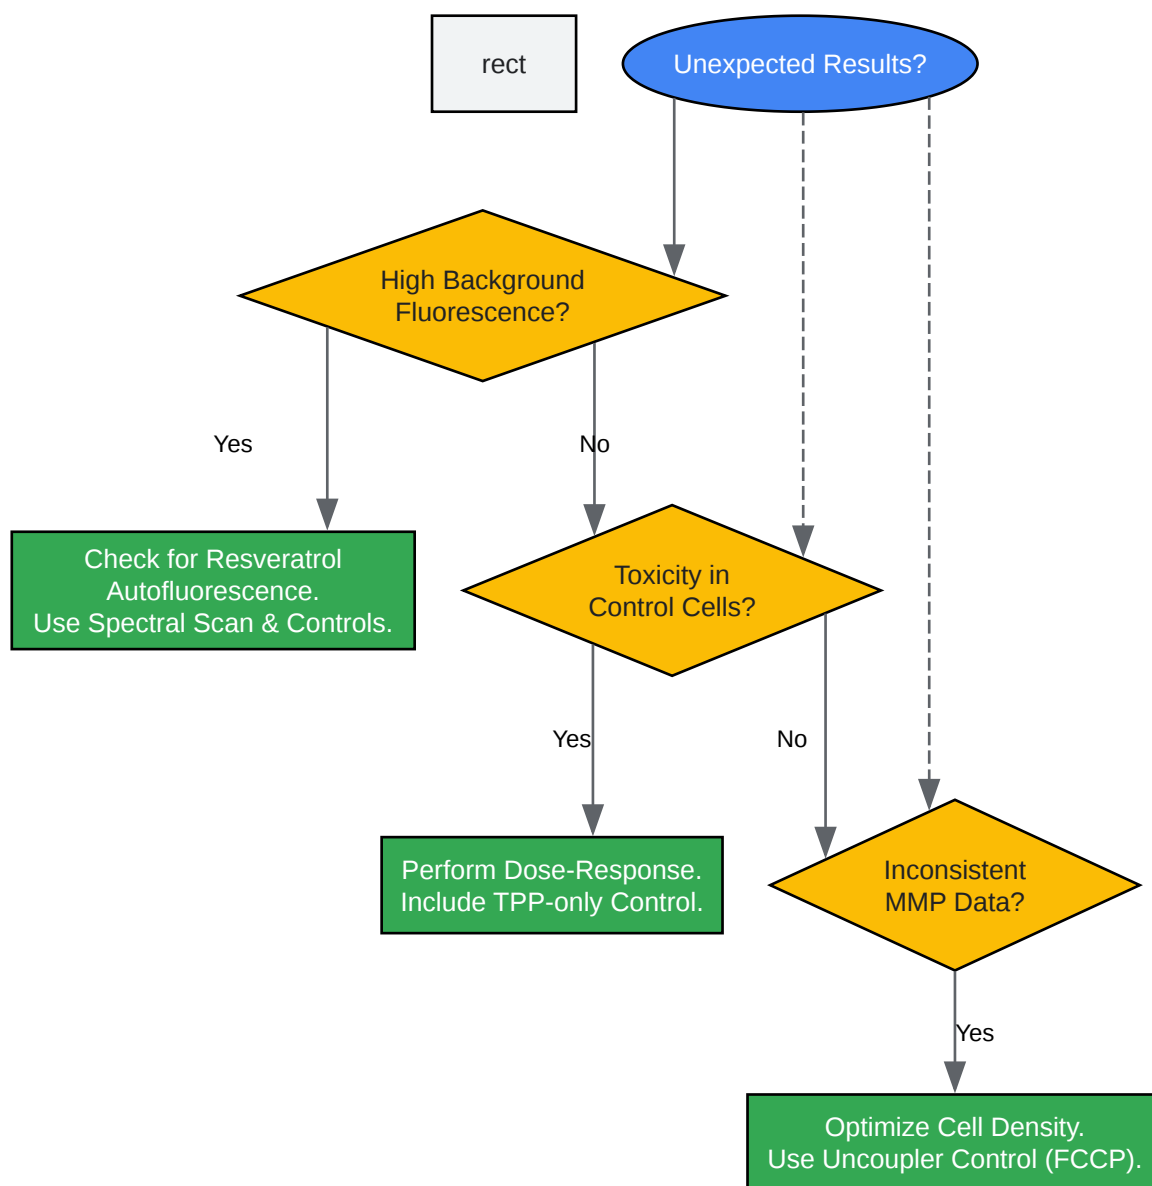 rect
Unexpected Results?
High Background
Fluorescence?
Yes
No
Check for Resveratrol
Autofluorescence.
Use Spectral Scan & Controls.
Toxicity in
Control Cells?
Yes
No
Perform Dose-Response.
Include TPP-only Control.
Inconsistent
MMP Data?
Yes
Optimize Cell Density.
Use Uncoupler Control (FCCP).